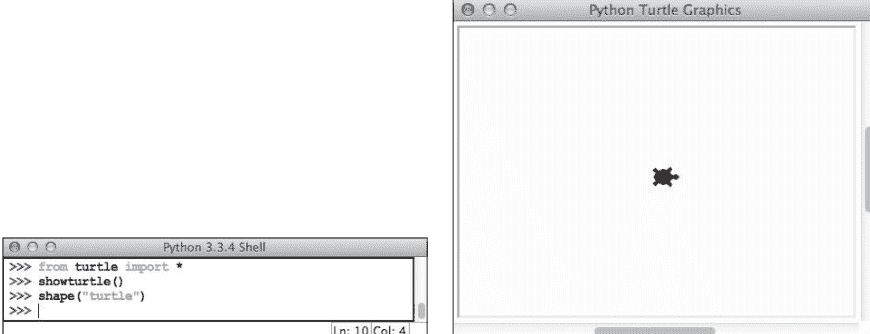 Python Turtle Graphics
Python 3.3.4 Shell
>>> from turtle import *
>>> showturtle()
>>> shape("turtle")
>>>
Ln: 10 Col: 4